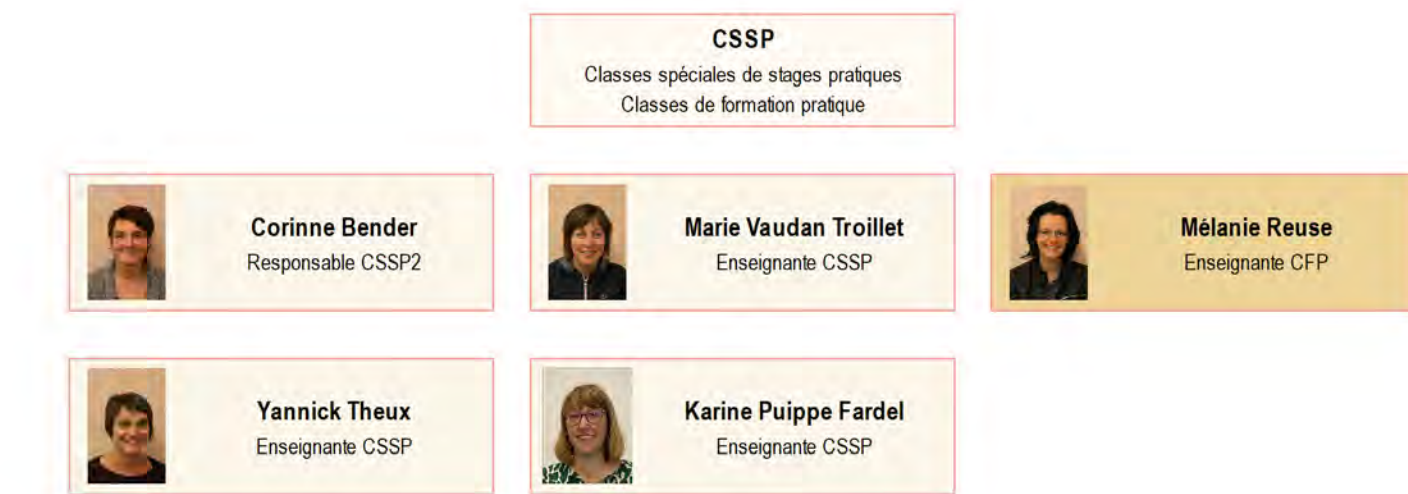 CSSP
Classes spéciales de stages pratiques
Classes de formation pratique
Corinne Bender
Responsable CSSP2
Marie Vaudan Troillet
Enseignante CSSP
Mélanie Reuse
Enseignante CFP
Yannick Theux
Enseignante CSSP
Karine Puippe Fardel
Enseignante CSSP